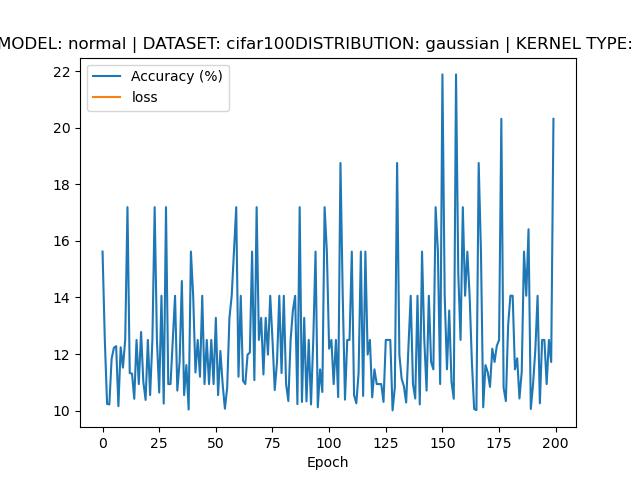 MODEL: normal | DATASET: cifar100DISTRIBUTION: gaussian | KERNEL TYPE:
Accuracy (%)
loss
22
20
18
16
14
12
10
0 25 50 75 100 125 150 175 200
Epoch